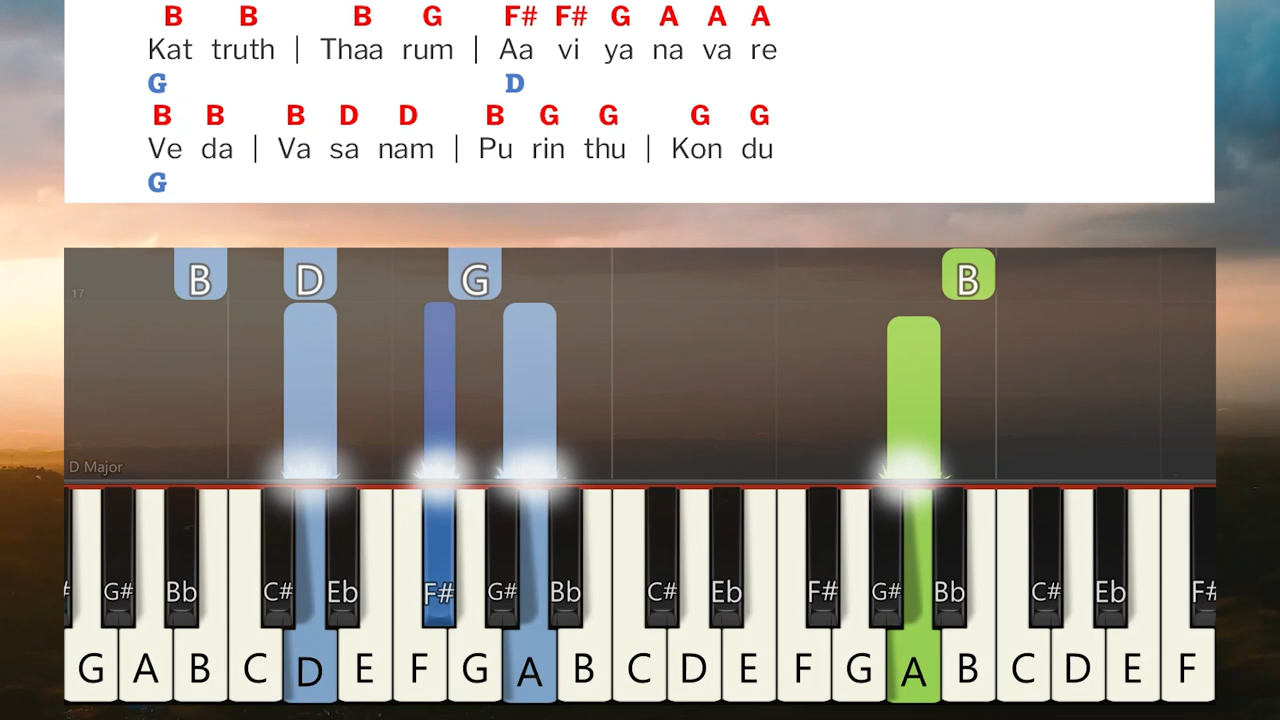 B B B G F# F# G A A A
Kat truth | Thaa rum | Aa vi ya na va re
G D
B B B D D B G G G G
Ve da | Va sa nam | Pu rin thu | Kon du
G
B D G B
17
D Major
G# Bb C# Eb F# G# Bb C# Eb F# G# Bb C# Eb F#
G A B C D E F G A B C D E F G A B C D E F